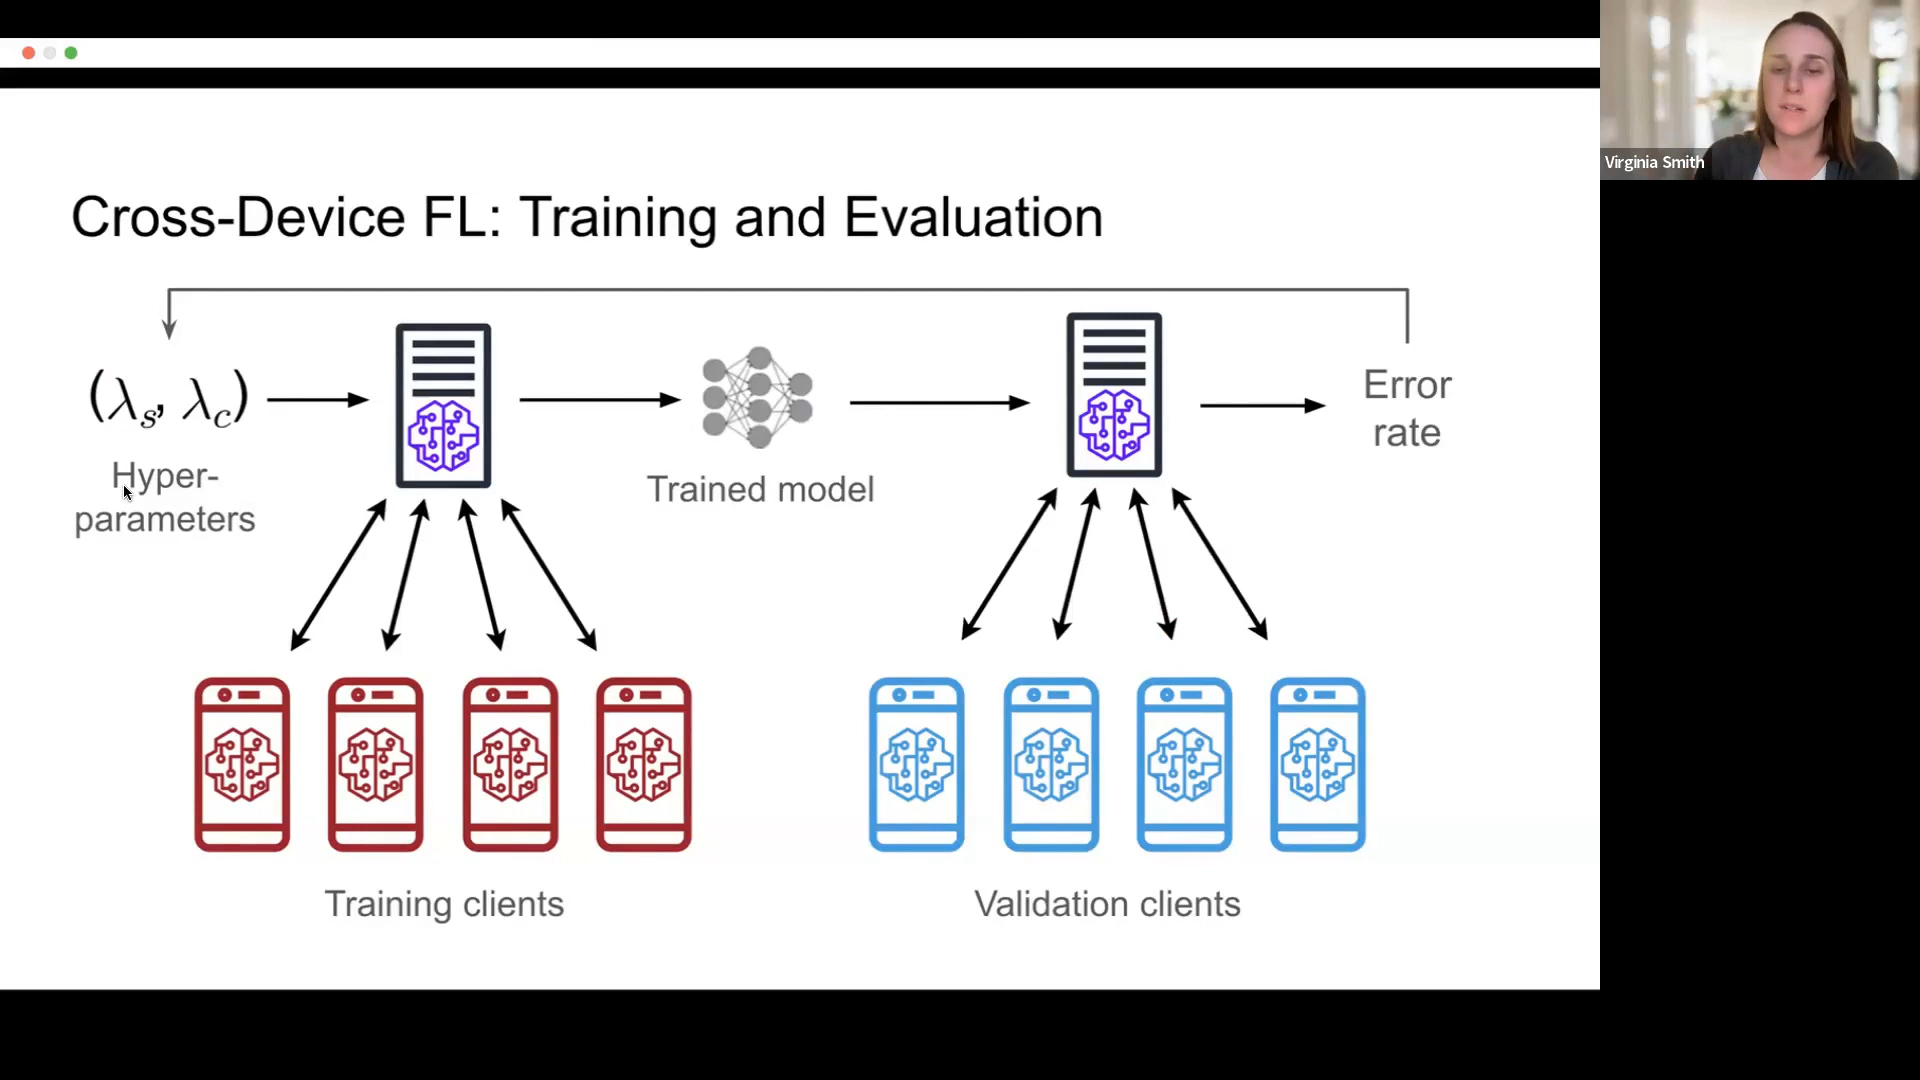 Virginia Smith
Cross-Device FL: Training and Evaluation
(λs, λc)
Hyper-
parameters
Trained model
Error
rate
Training clients
Validation clients